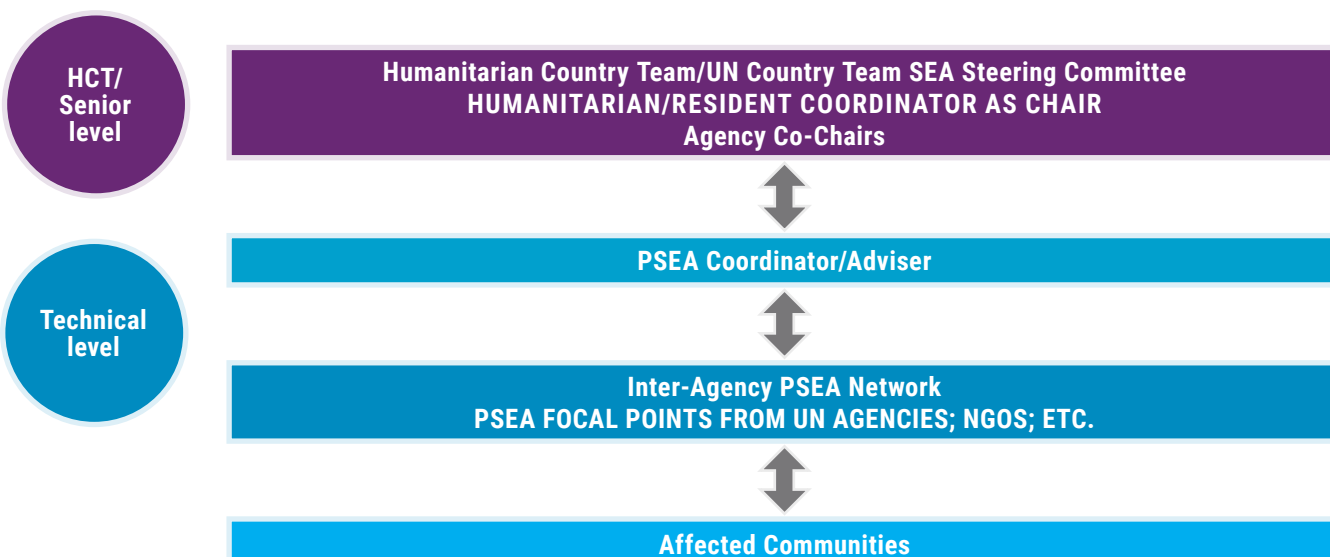 HCT/
Senior
level
Humanitarian Country Team/UN Country Team SEA Steering Committee
HUMANITARIAN/RESIDENT COORDINATOR AS CHAIR
Agency Co-Chairs
PSEA Coordinator/Adviser
Technical
level
Inter-Agency PSEA Network
PSEA FOCAL POINTS FROM UN AGENCIES; NGOS; ETC.
Affected Communities